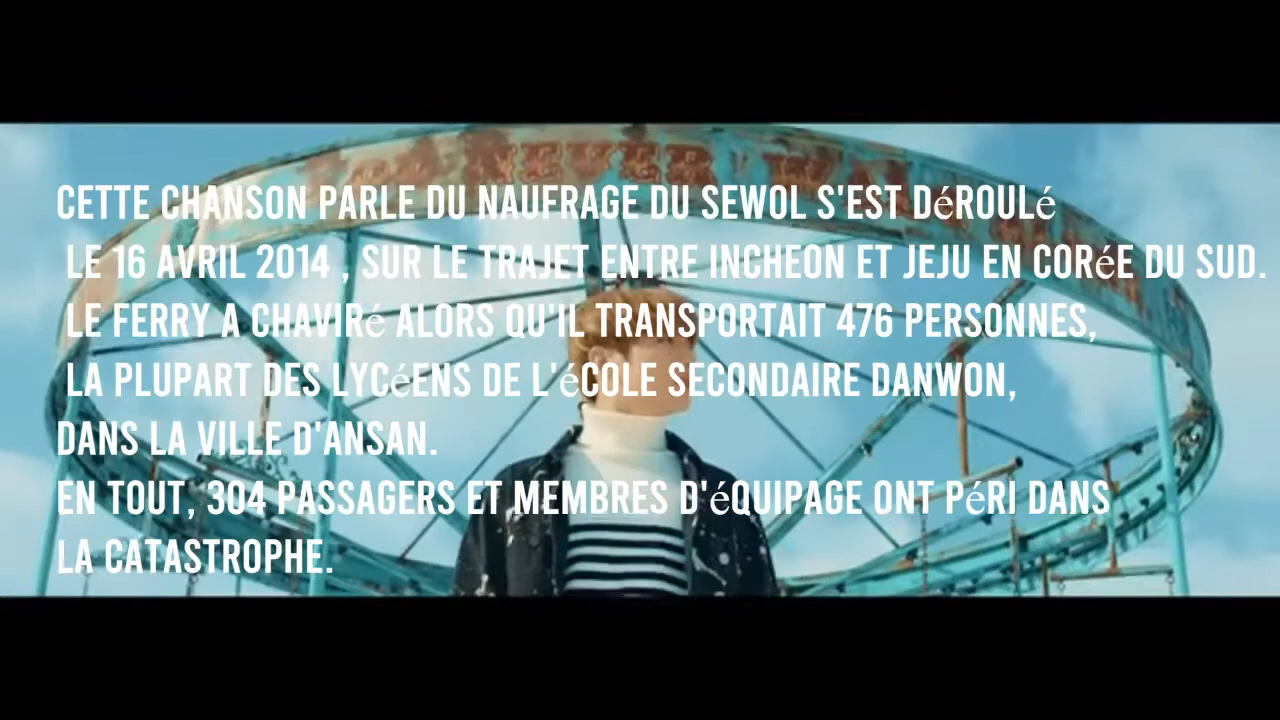 NEVER WA
CETTE CHANSON PARLE DU NAUFRAGE DU SEWOL S'EST DéROULé
LE 16 AVRIL 2014 , SUR LE TRAJET ENTRE INCHEON ET JEJU EN CORéE DU SUD.
LE FERRY A CHAVIRé ALORS QU'IL TRANSPORTAIT 476 PERSONNES,
LA PLUPART DES LYCéENS DE L'éCOLE SECONDAIRE DANWON,
DANS LA VILLE D'ANSAN.
EN TOUT, 304 PASSAGERS ET MEMBRES D'éQUIPAGE ONT PéRI DANS
LA CATASTROPHE.